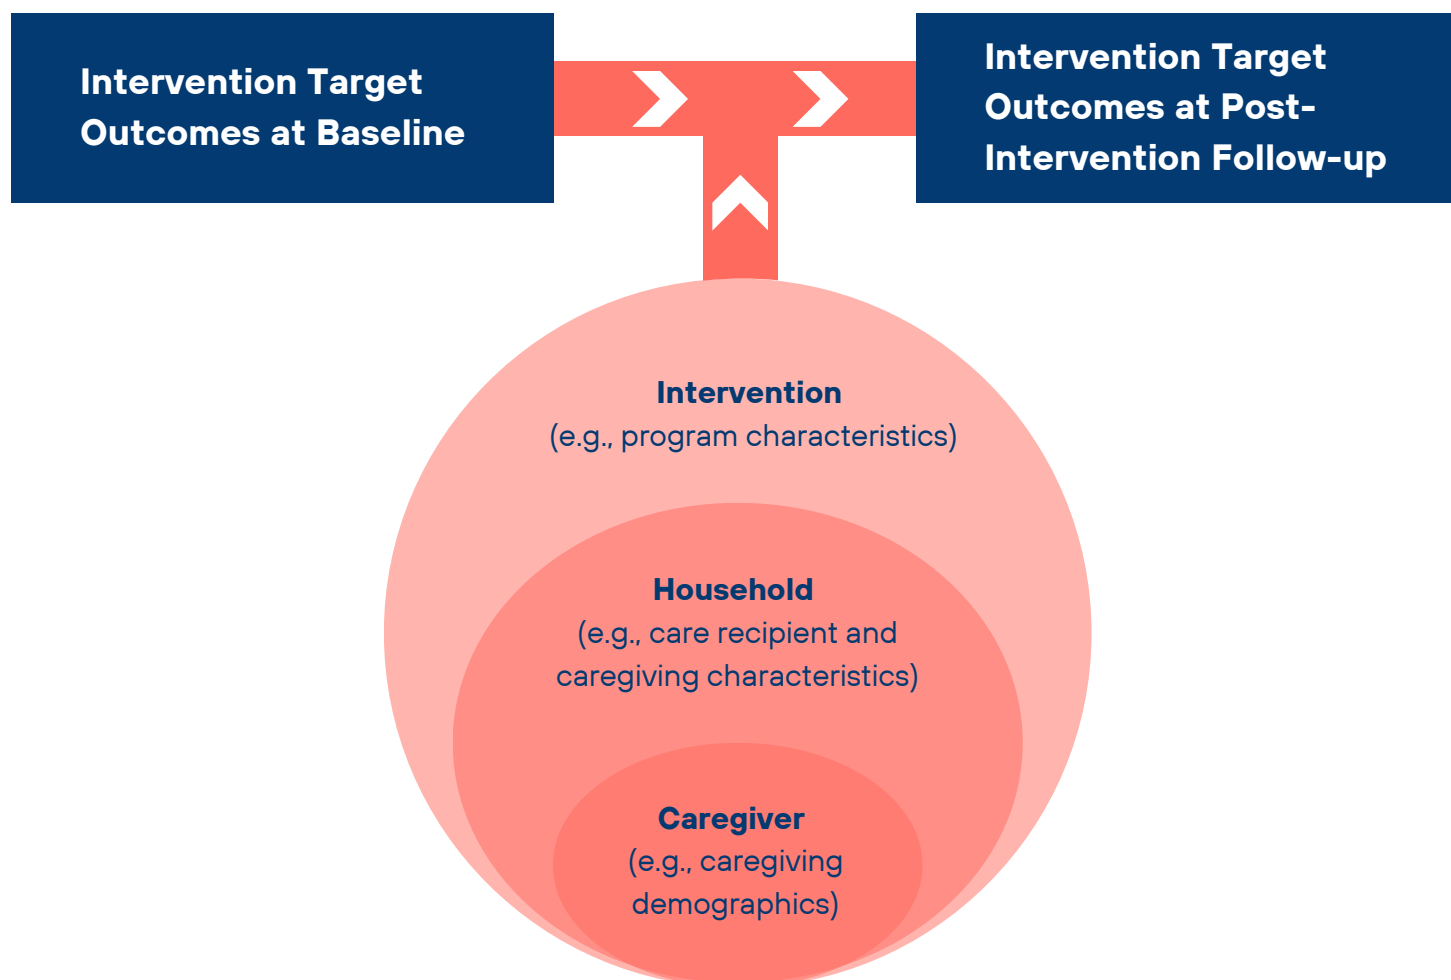 Intervention Target
Outcomes at Baseline
Intervention Target
Outcomes at Post-
Intervention Follow-up
Intervention
(e.g., program characteristics)
Household
(e.g., care recipient and
caregiving characteristics)
Caregiver
(e.g., caregiving
demographics)